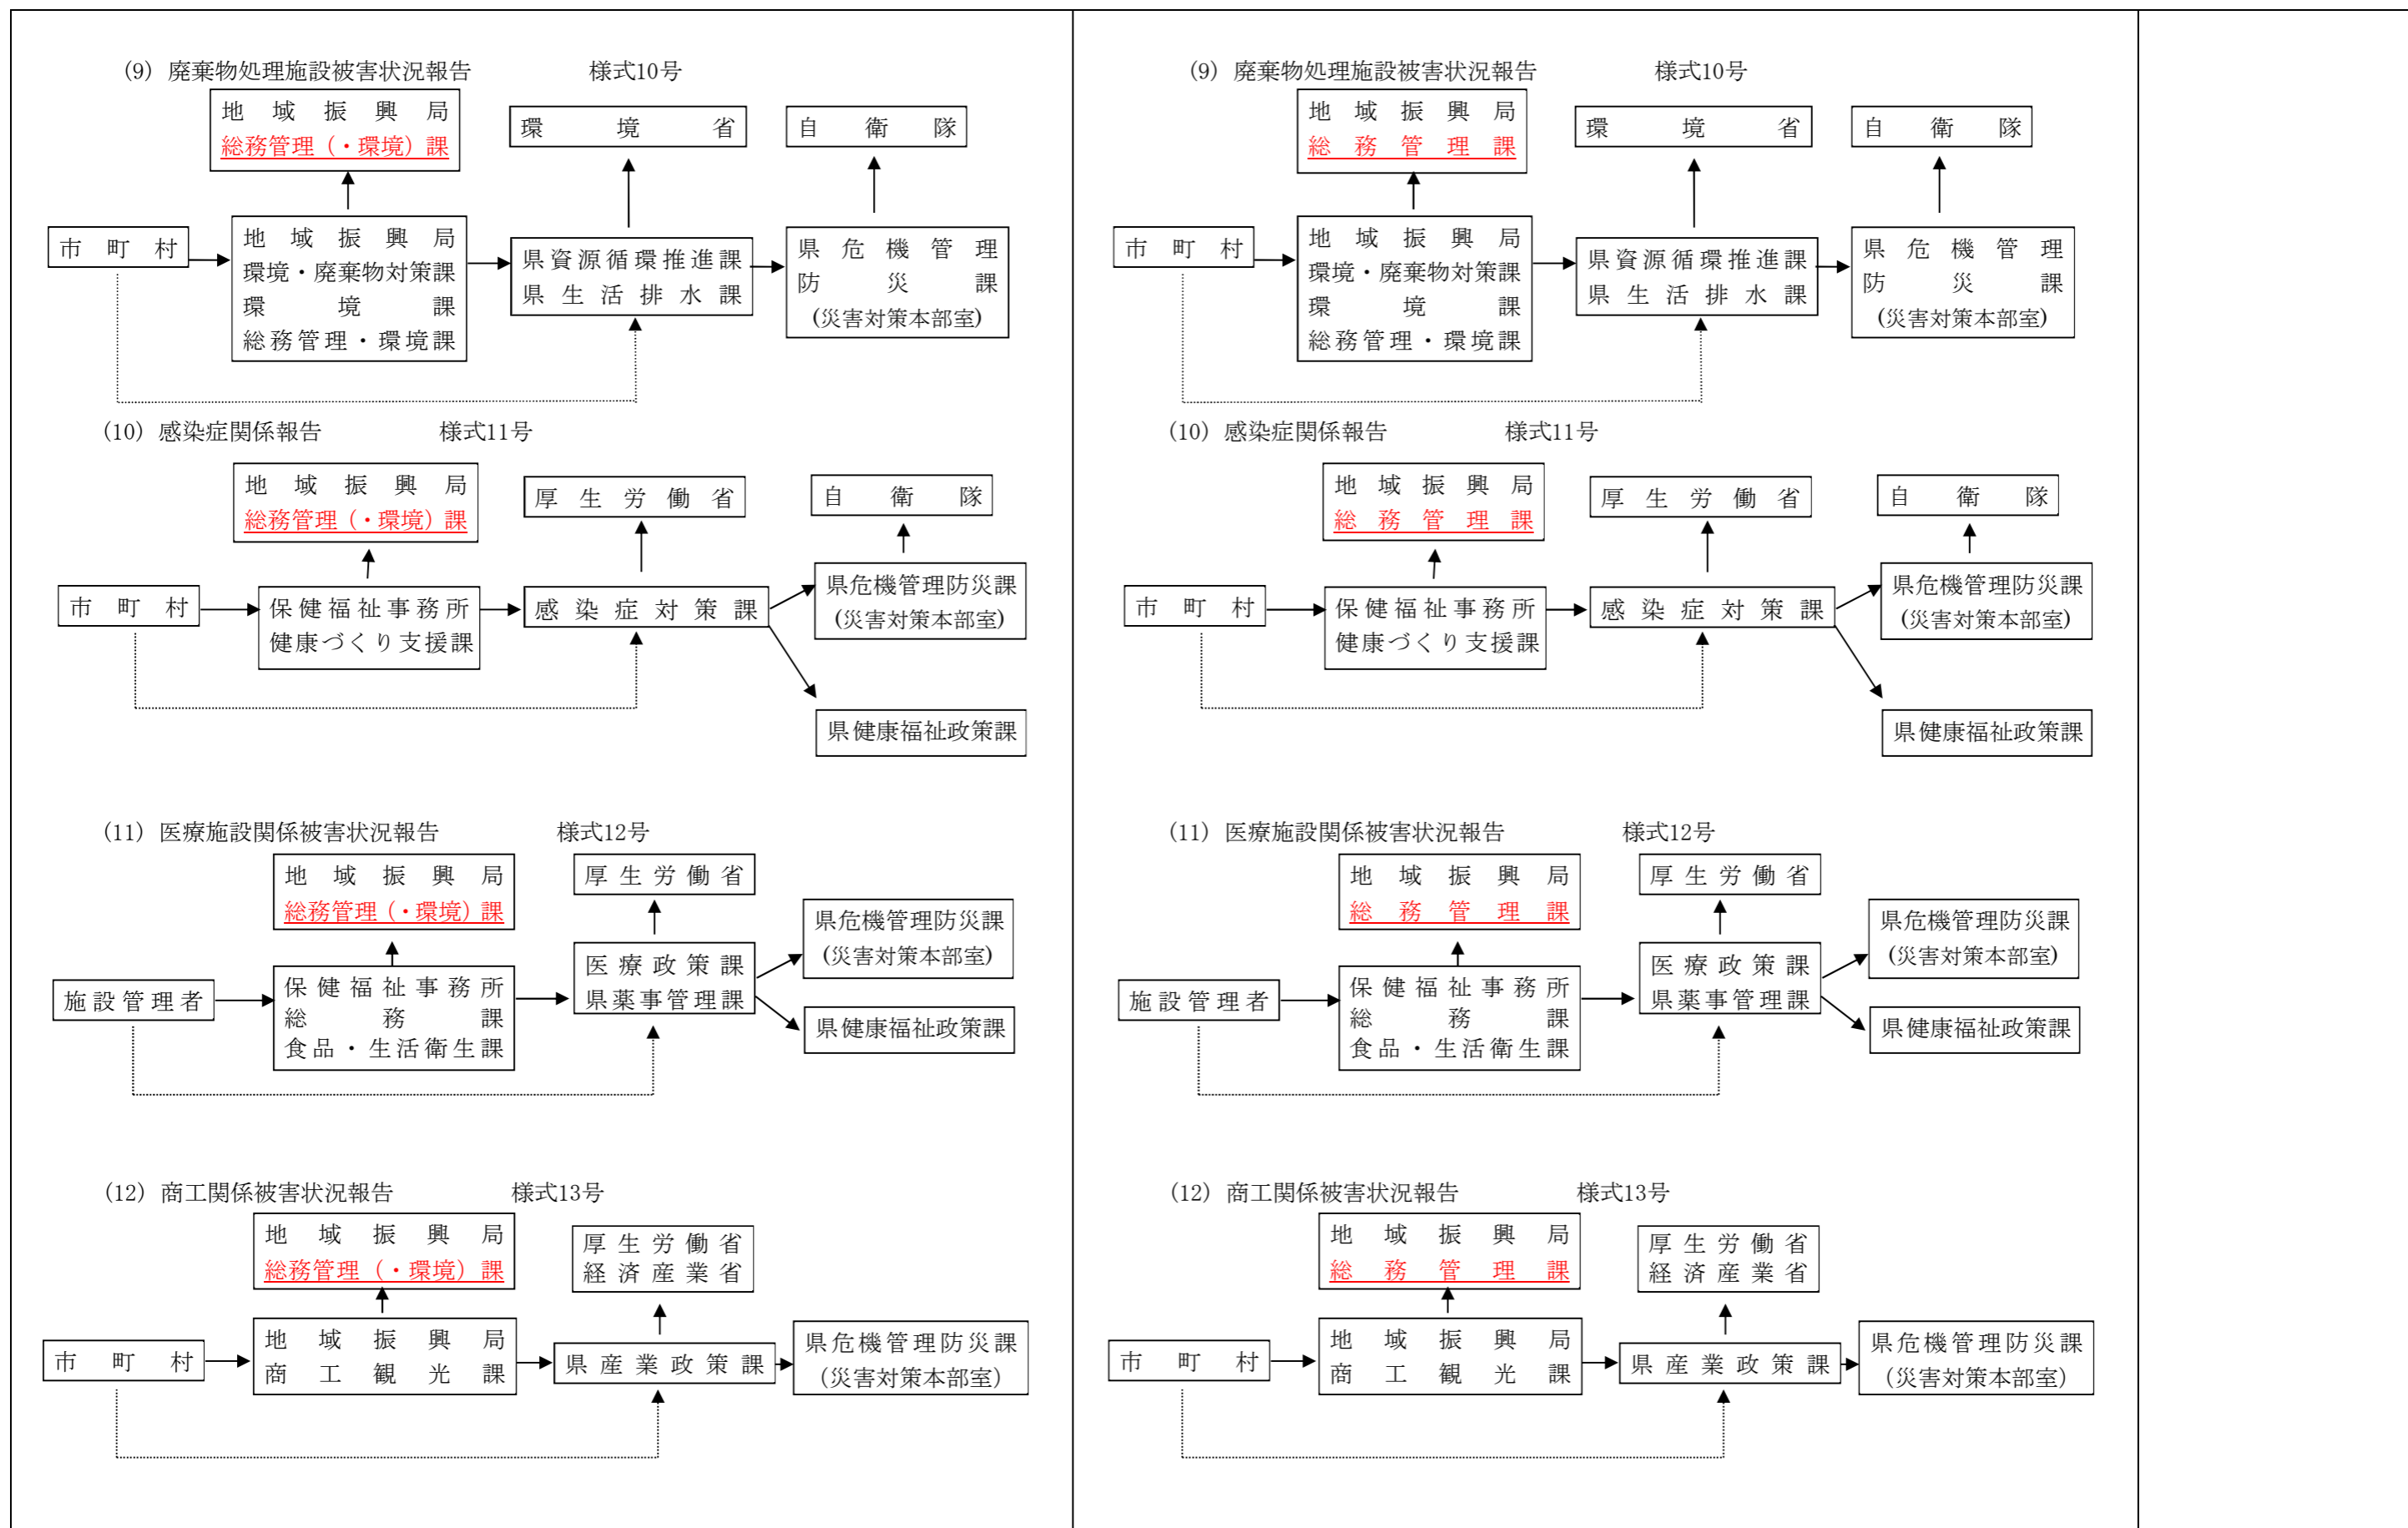 (9) 廃棄物処理施設被害状況報告 様式10号
地域振興局
総務管理(・環境)課
環境省
自衛隊
市町村
地域振興局
環境・廃棄物対策課
環境課
総務管理・環境課
県資源循環推進課
県生活排水課
県危機管理
防災課
(災害対策本部室)
(10) 感染症関係報告 様式11号
地域振興局
総務管理(・環境)課
厚生労働省
自衛隊
市町村
保健福祉事務所
健康づくり支援課
感染症対策課
県危機管理防災課
(災害対策本部室)
県健康福祉政策課
(11) 医療施設関係被害状況報告 様式12号
地域振興局
総務管理(・環境)課
厚生労働省
施設管理者
保健福祉事務所
総務課
食品・生活衛生課
医療政策課
県薬事管理課
県危機管理防災課
(災害対策本部室)
県健康福祉政策課
(12) 商工関係被害状況報告 様式13号
地域振興局
総務管理(・環境)課
厚生労働省
経済産業省
市町村
地域振興局
商工観光課
県産業政策課
県危機管理防災課
(災害対策本部室)
(9) 廃棄物処理施設被害状況報告 様式10号
地域振興局
総務管理課
環境省
自衛隊
市町村
地域振興局
環境・廃棄物対策課
環境課
総務管理・環境課
県資源循環推進課
県生活排水課
県危機管理
防災課
(災害対策本部室)
(10) 感染症関係報告 様式11号
地域振興局
総務管理課
厚生労働省
自衛隊
市町村
保健福祉事務所
健康づくり支援課
感染症対策課
県危機管理防災課
(災害対策本部室)
県健康福祉政策課
(11) 医療施設関係被害状況報告 様式12号
地域振興局
総務管理課
厚生労働省
施設管理者
保健福祉事務所
総務課
食品・生活衛生課
医療政策課
県薬事管理課
県危機管理防災課
(災害対策本部室)
県健康福祉政策課
(12) 商工関係被害状況報告 様式13号
地域振興局
総務管理課
厚生労働省
経済産業省
市町村
地域振興局
商工観光課
県産業政策課
県危機管理防災課
(災害対策本部室)